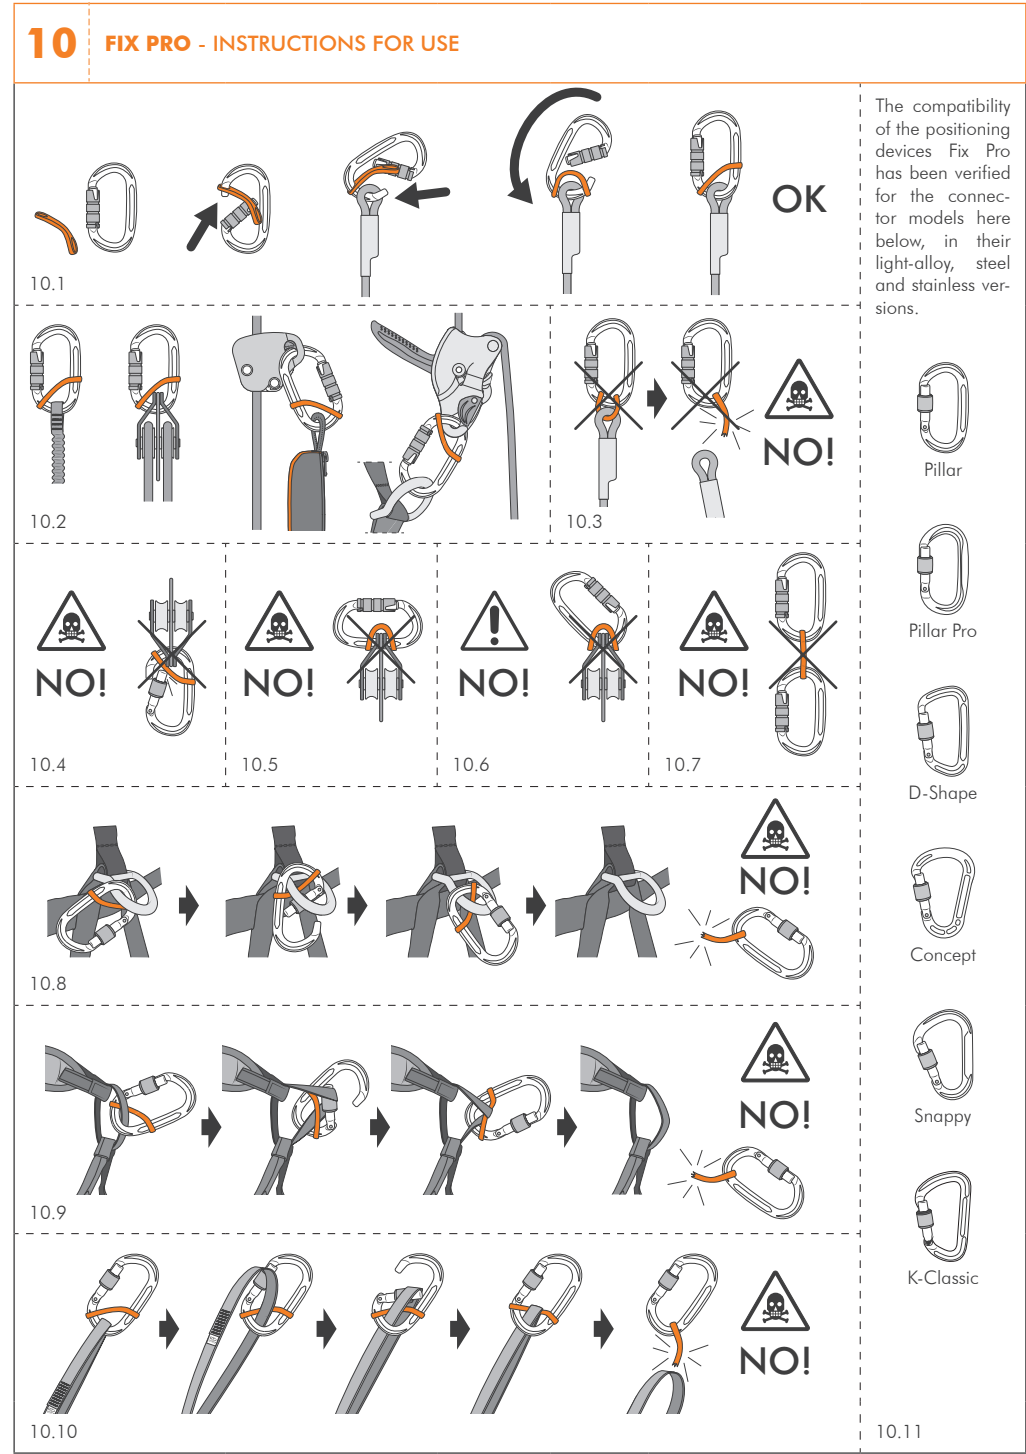 10 FIX PRO - INSTRUCTIONS FOR USE
OK
10.1
10.2
NO!
10.3
NO!
10.4
NO!
10.5
NO!
10.6
NO!
10.7
NO!
10.8
NO!
10.9
NO!
10.10
The compatibility
of the positioning
devices Fix Pro
has been verified
for the connec-
tor models here
below, in their
light-alloy, steel
and stainless ver-
sions.
Pillar
Pillar Pro
D-Shape
Concept
Snappy
K-Classic
10.11